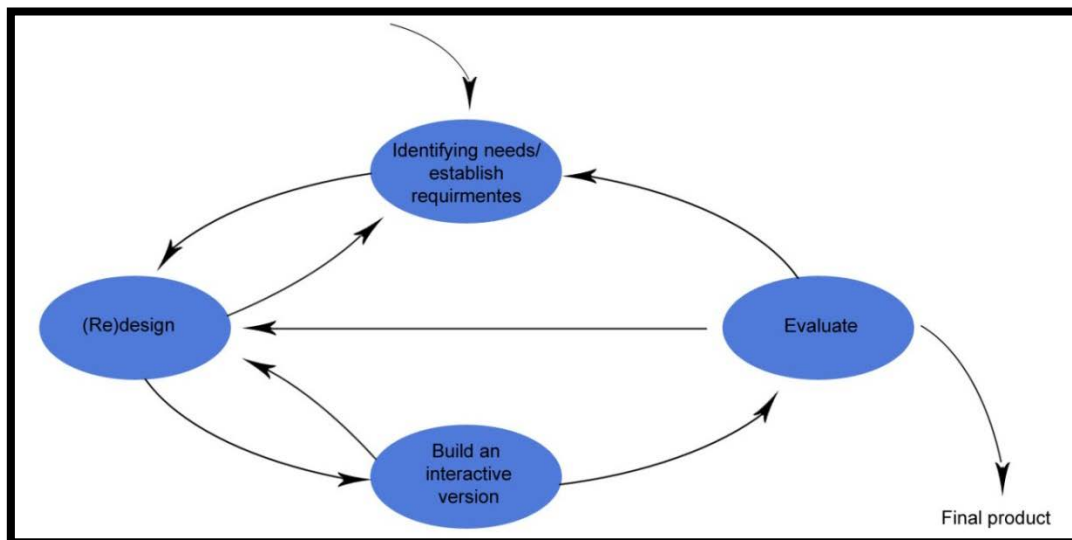 Identifying needs/
establish
requirmentes
(Re)design
Evaluate
Build an
interactive
version
Final product